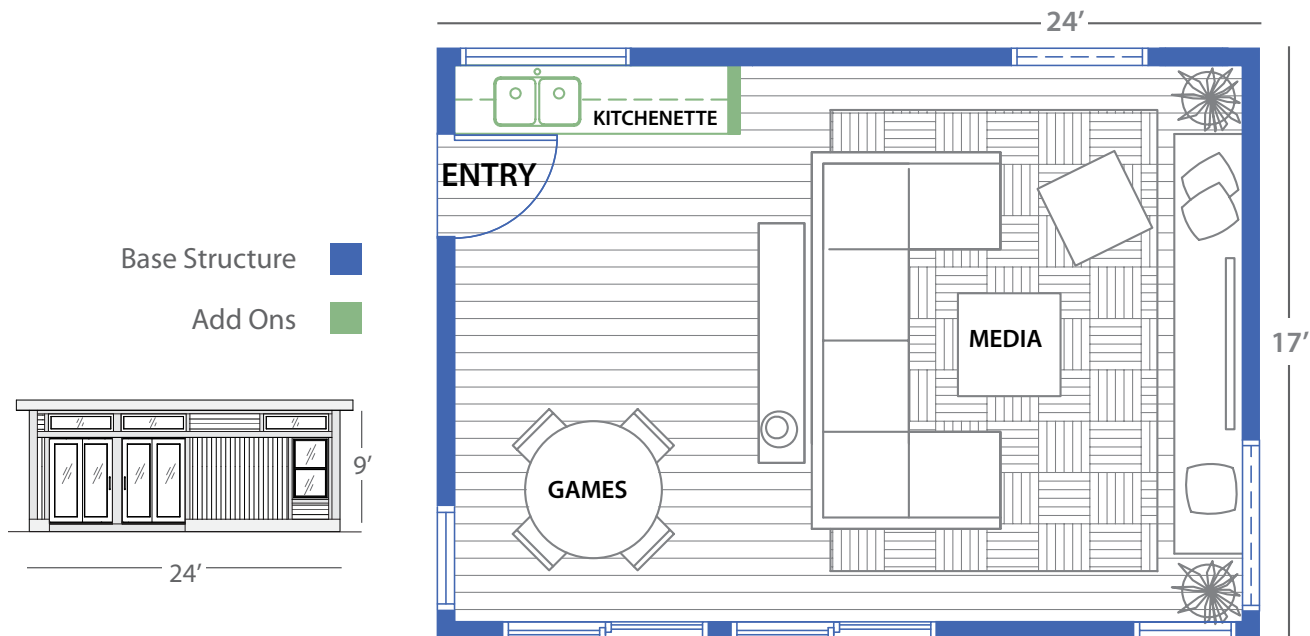 24’
KITCHENETTE
ENTRY
Base Structure
Add Ons
MEDIA
17’
9’
GAMES
24’